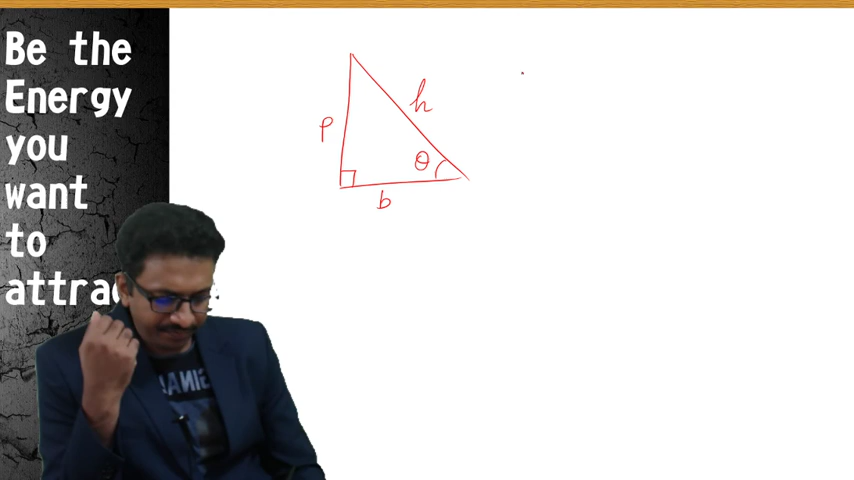 Be the
Energy
you
want
to
attrac
h
P
θ
b